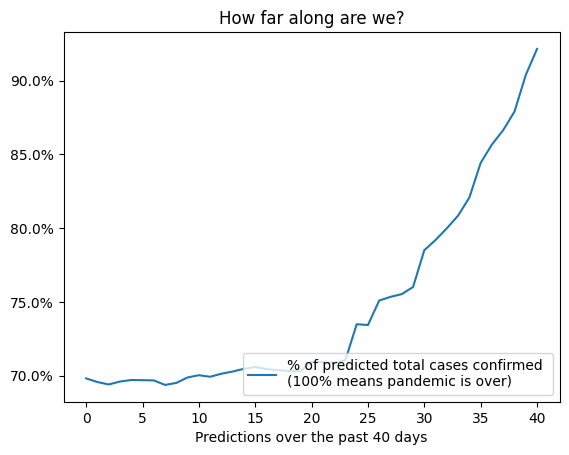 How far along are we?
90.0%
85.0%
80.0%
75.0%
70.0%
% of predicted total cases confirmed
(100% means pandemic is over)
0 5 10 15 20 25 30 35 40
Predictions over the past 40 days